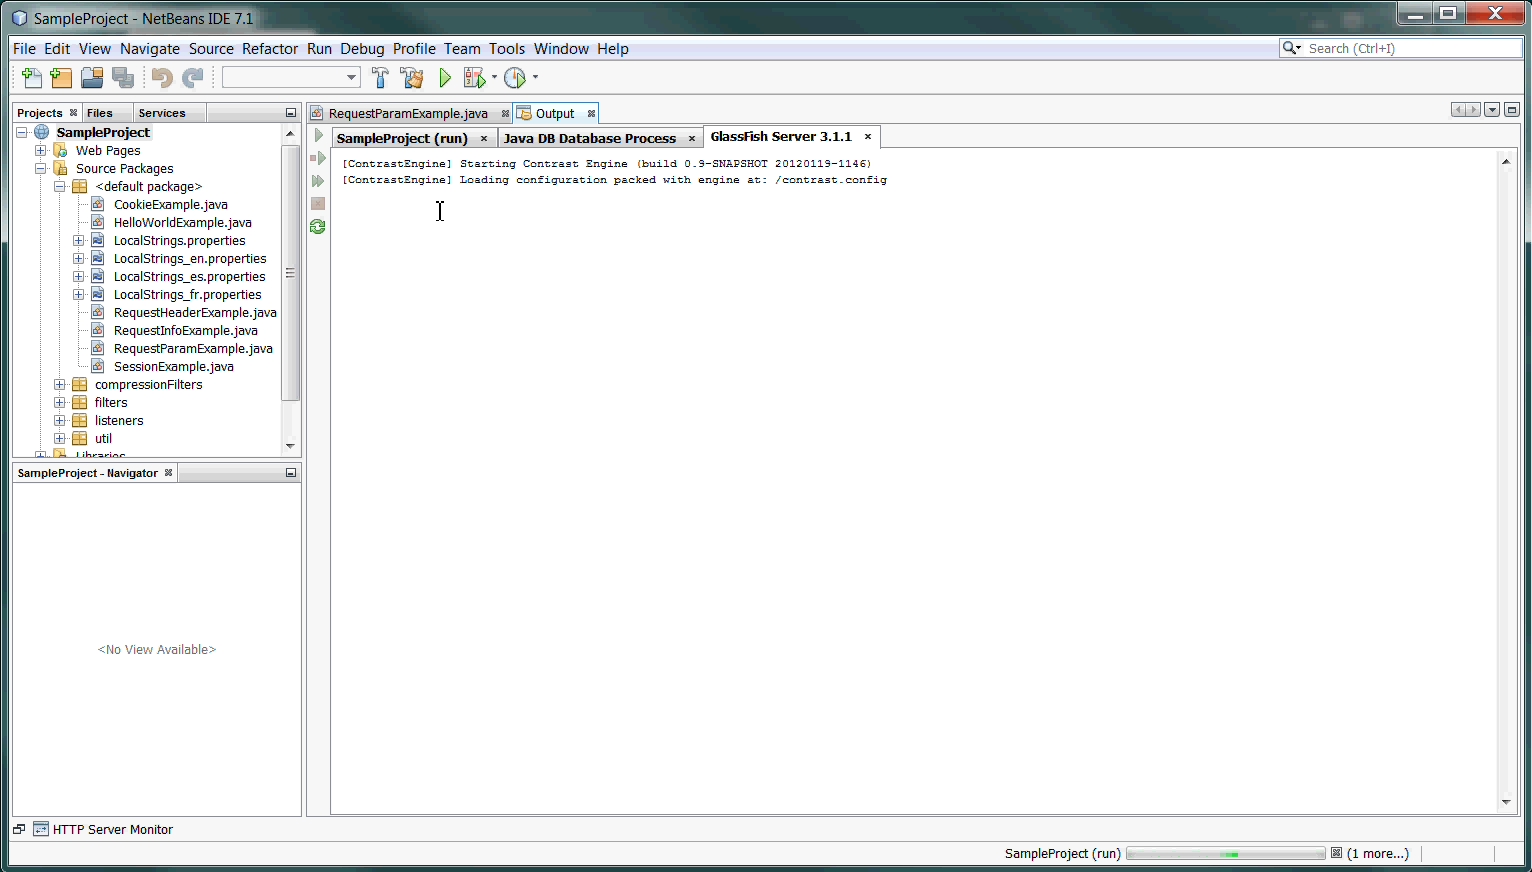 SampleProject - NetBeans IDE 7.1
File Edit View Navigate Source Refactor Run Debug Profile Team Tools Window Help
Search (Ctrl+I)
Projects Files Services
RequestParamExample.java Output
SampleProject (run) Java DB Database Process GlassFish Server 3.1.1
[ContrastEngine] Starting Contrast Engine (build 0.9-SNAPSHOT 20120119-1146)
[ContrastEngine] Loading configuration packed with engine at: /contrast.config
SampleProject
Web Pages
Source Packages
<default package>
CookieExample.java
HelloWorldExample.java
LocalStrings.properties
LocalStrings_en.properties
LocalStrings_es.properties
LocalStrings_fr.properties
RequestHeaderExample.java
RequestInfoExample.java
RequestParamExample.java
SessionExample.java
compressionFilters
filters
listeners
util
Libraries
SampleProject - Navigator
<No View Available>
HTTP Server Monitor
SampleProject (run) (1 more...)